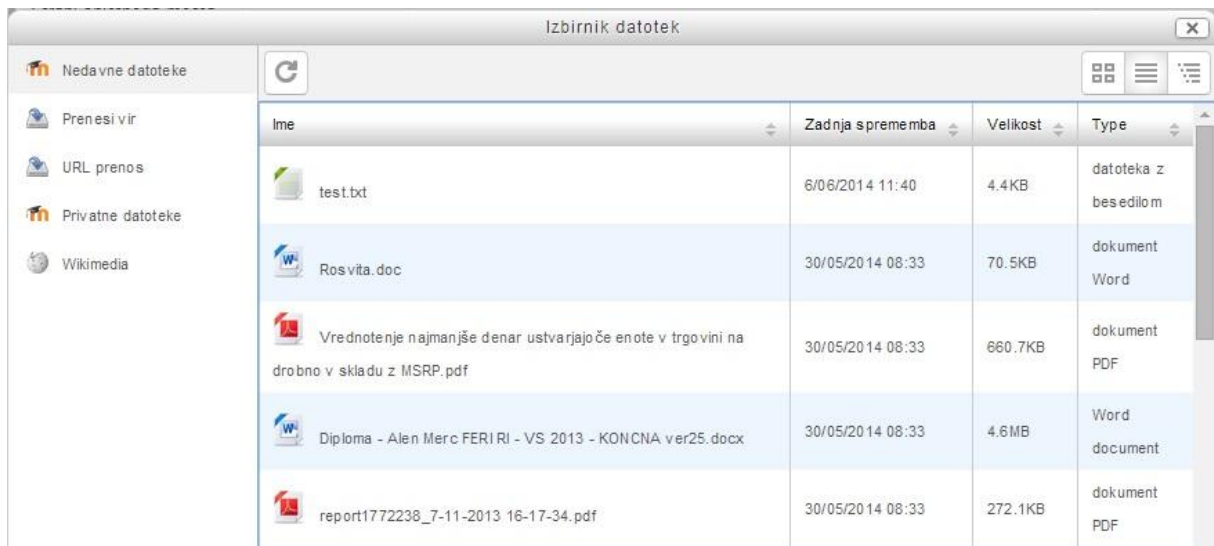 Izbirnik datotek
Nedavne datoteke
Prenesi vir
URL prenos
Privatne datoteke
Wikimedia
Ime
Zadnja sprememba
Velikost
Type
test.txt
6/06/2014 11:40
4.4KB
datoteka z
besedilom
Rosvita.doc
30/05/2014 08:33
70.5KB
dokument
Word
Vrednotenje najmanjše denar ustvarjajoče enote v trgovini na
drobno v skladu z MSRP.pdf
30/05/2014 08:33
660.7KB
dokument
PDF
Diploma - Alen Merc FERI RI - VS 2013 - KONCNA ver25.docx
30/05/2014 08:33
4.6MB
Word
document
report1772238_7-11-2013 16-17-34.pdf
30/05/2014 08:33
272.1KB
dokument
PDF